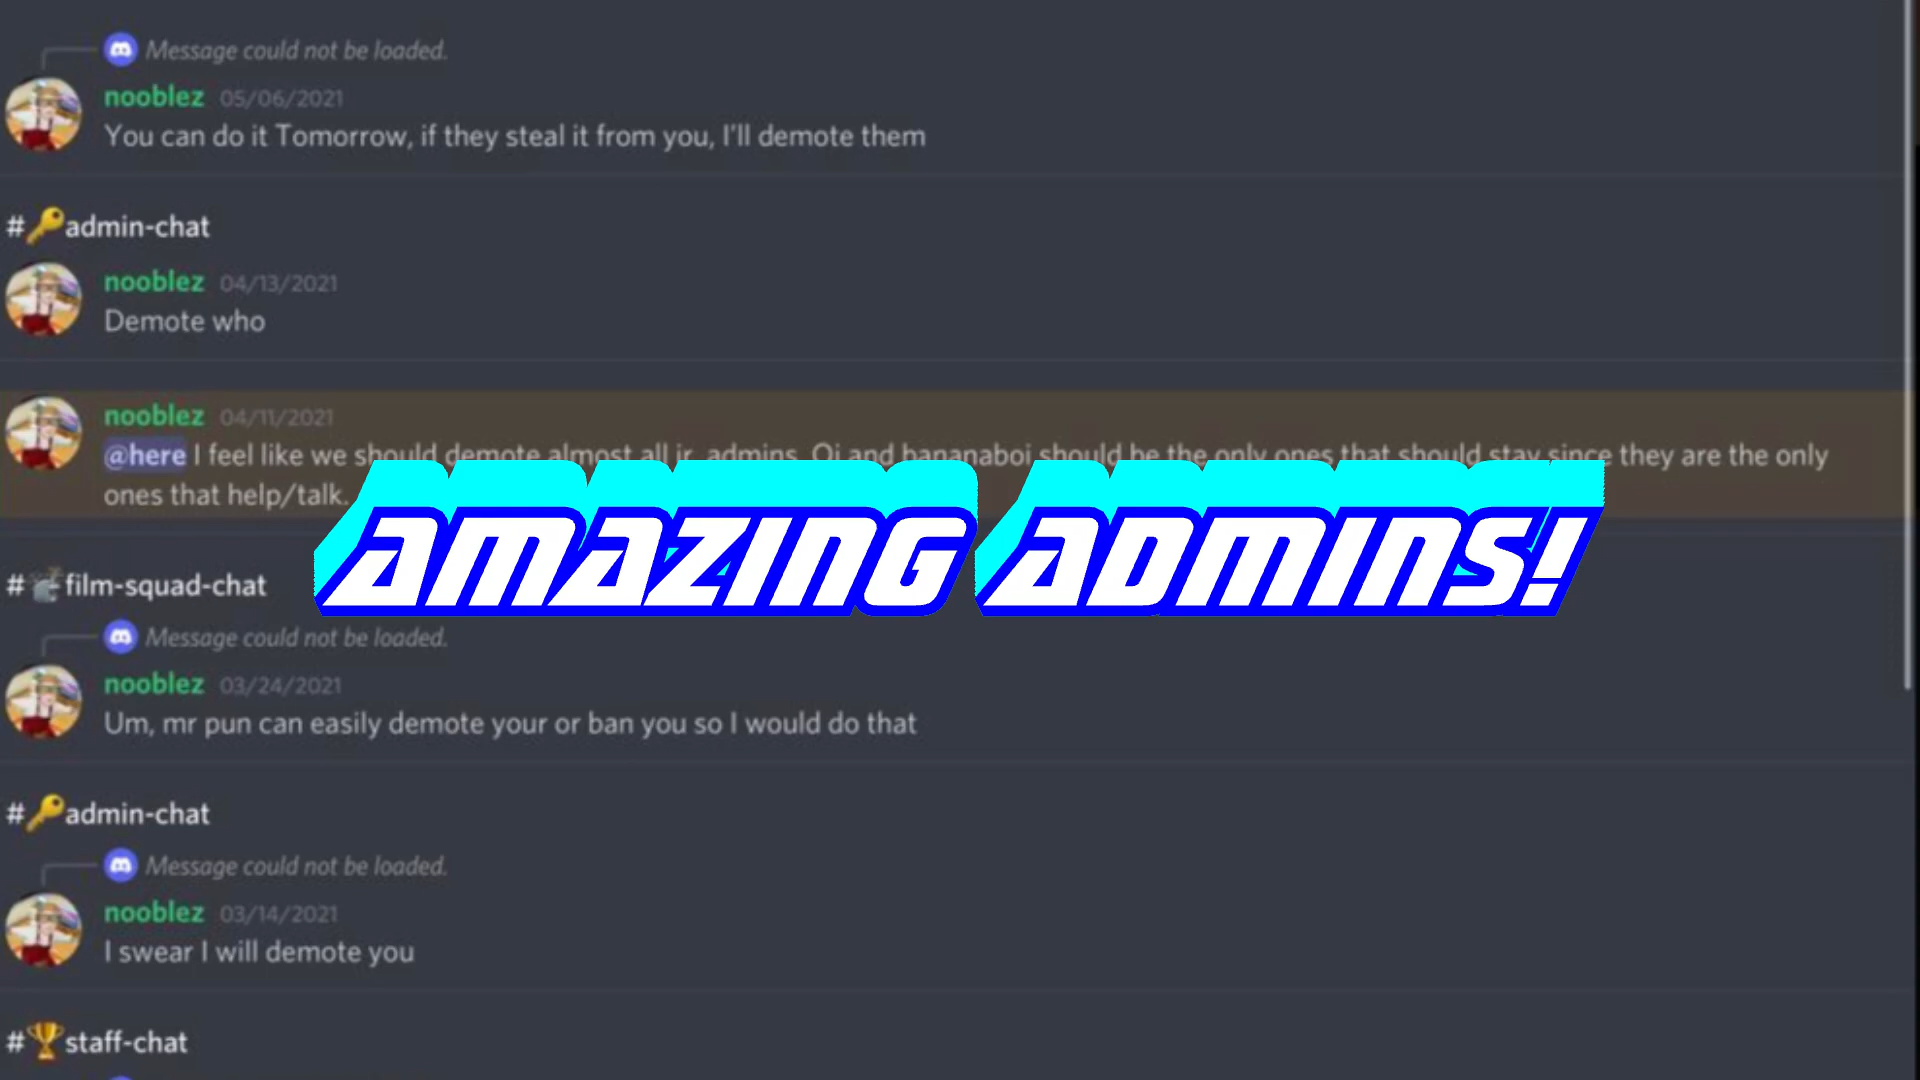 Message could not be loaded.
nooblez 05/06/2021
You can do it Tomorrow, if they steal it from you, I'll demote them
#🔑admin-chat
nooblez 04/13/2021
Demote who
nooblez 04/11/2021
@here I feel like we should demote almost all jr. admins. Oj and bananaboi should be the only ones that should stay since they are the only
ones that help/talk.
AMAZING ADMINS!
# film-squad-chat
Message could not be loaded.
nooblez 03/24/2021
Um, mr pun can easily demote your or ban you so I would do that
#🔑admin-chat
Message could not be loaded.
nooblez 03/14/2021
I swear I will demote you
#🏆staff-chat